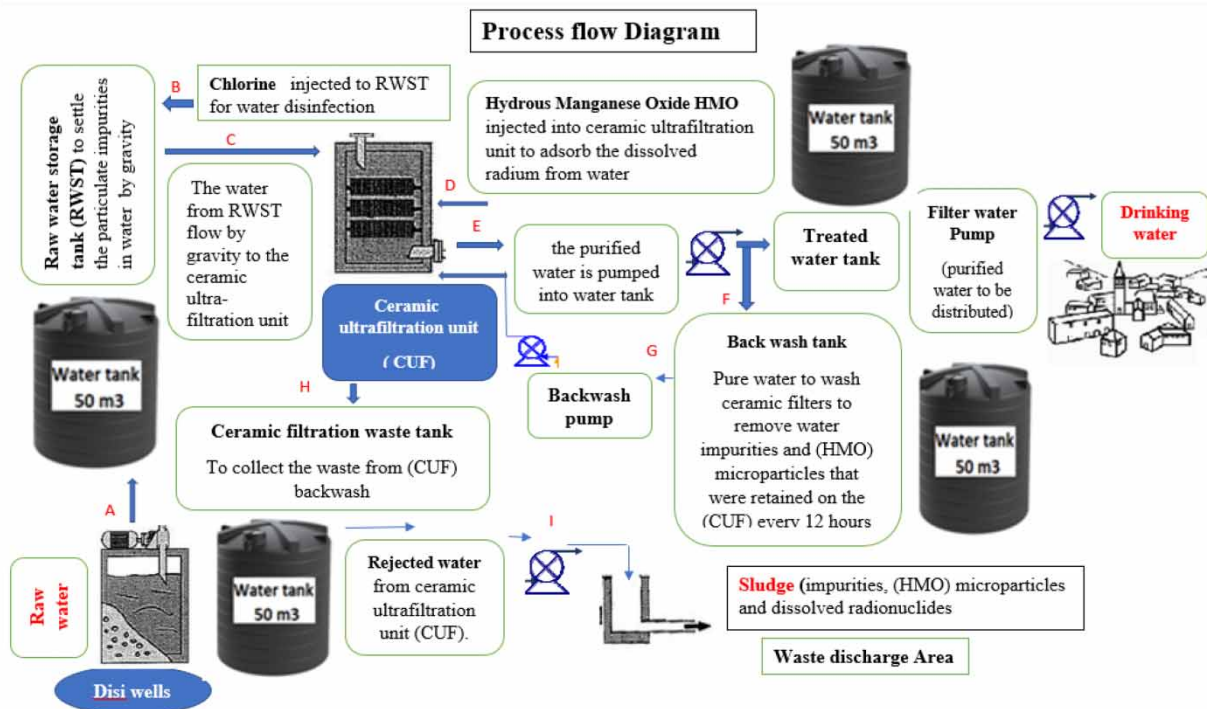 Process flow Diagram
Raw water storage
tank (RWST) to settle
the particulate impurities
in water by gravity
B
Chlorine injected to RWST
for water disinfection
C
The water
from RWST
flow by
gravity to the
ceramic
ultra-
filtration unit
Hydrous Manganese Oxide HMO
injected into ceramic ultrafiltration
unit to adsorb the dissolved
radium from water
D
Water tank
50 m3
E
the purified
water is pumped
into water tank
Treated
water tank
Filter water
Pump
(purified
water to be
distributed)
Drinking
water
F
Ceramic
ultrafiltration unit
( CUF)
G
Backwash
pump
Back wash tank
Pure water to wash
ceramic filters to
remove water
impurities and (HMO)
microparticles that
were retained on the
(CUF) every 12 hours
Water tank
50 m3
Water tank
50 m3
H
Ceramic filtration waste tank
To collect the waste from (CUF)
backwash
A
Raw
water
Disi wells
Water tank
50 m3
Rejected water
from ceramic
ultrafiltration
unit (CUF).
I
Sludge (impurities, (HMO) microparticles
and dissolved radionuclides
Waste discharge Area